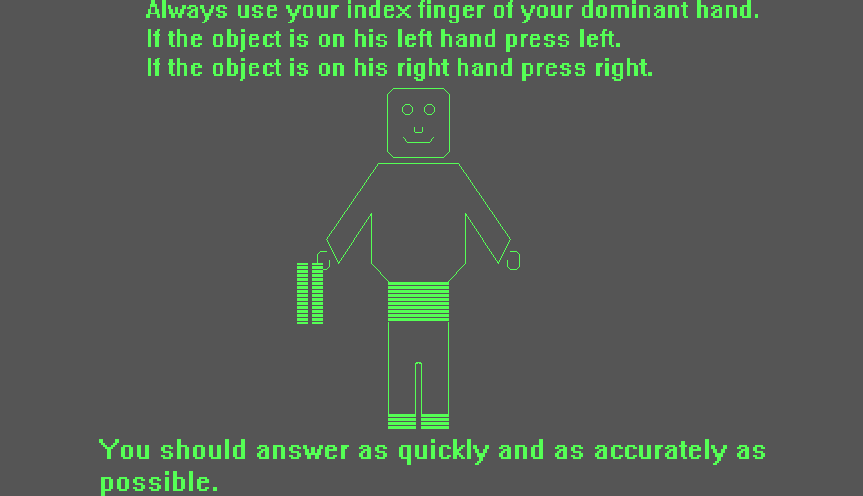 Always use your index finger of your dominant hand.
If the object is on his left hand press left.
If the object is on his right hand press right.
You should answer as quickly and as accurately as
possible.